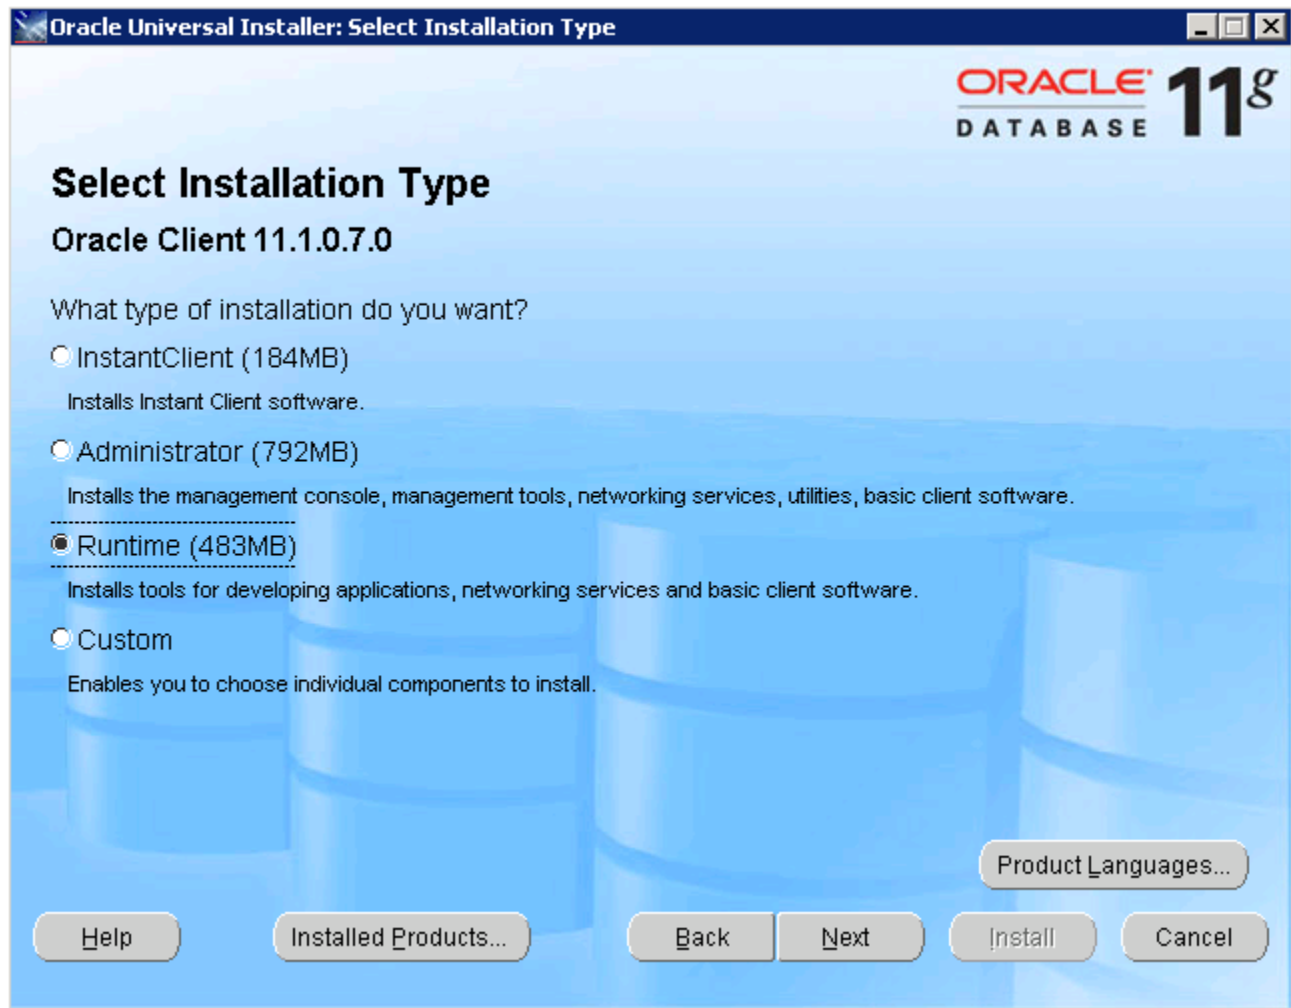 Oracle Universal Installer: Select Installation Type
ORACLE
DATABASE
11g
Select Installation Type
Oracle Client 11.1.0.7.0
What type of installation do you want?
InstantClient (184MB)
Installs Instant Client software.
Administrator (792MB)
Installs the management console, management tools, networking services, utilities, basic client software.
Runtime (483MB)
Installs tools for developing applications, networking services and basic client software.
Custom
Enables you to choose individual components to install.
Product Languages...
Help Installed Products... Back Next Install Cancel